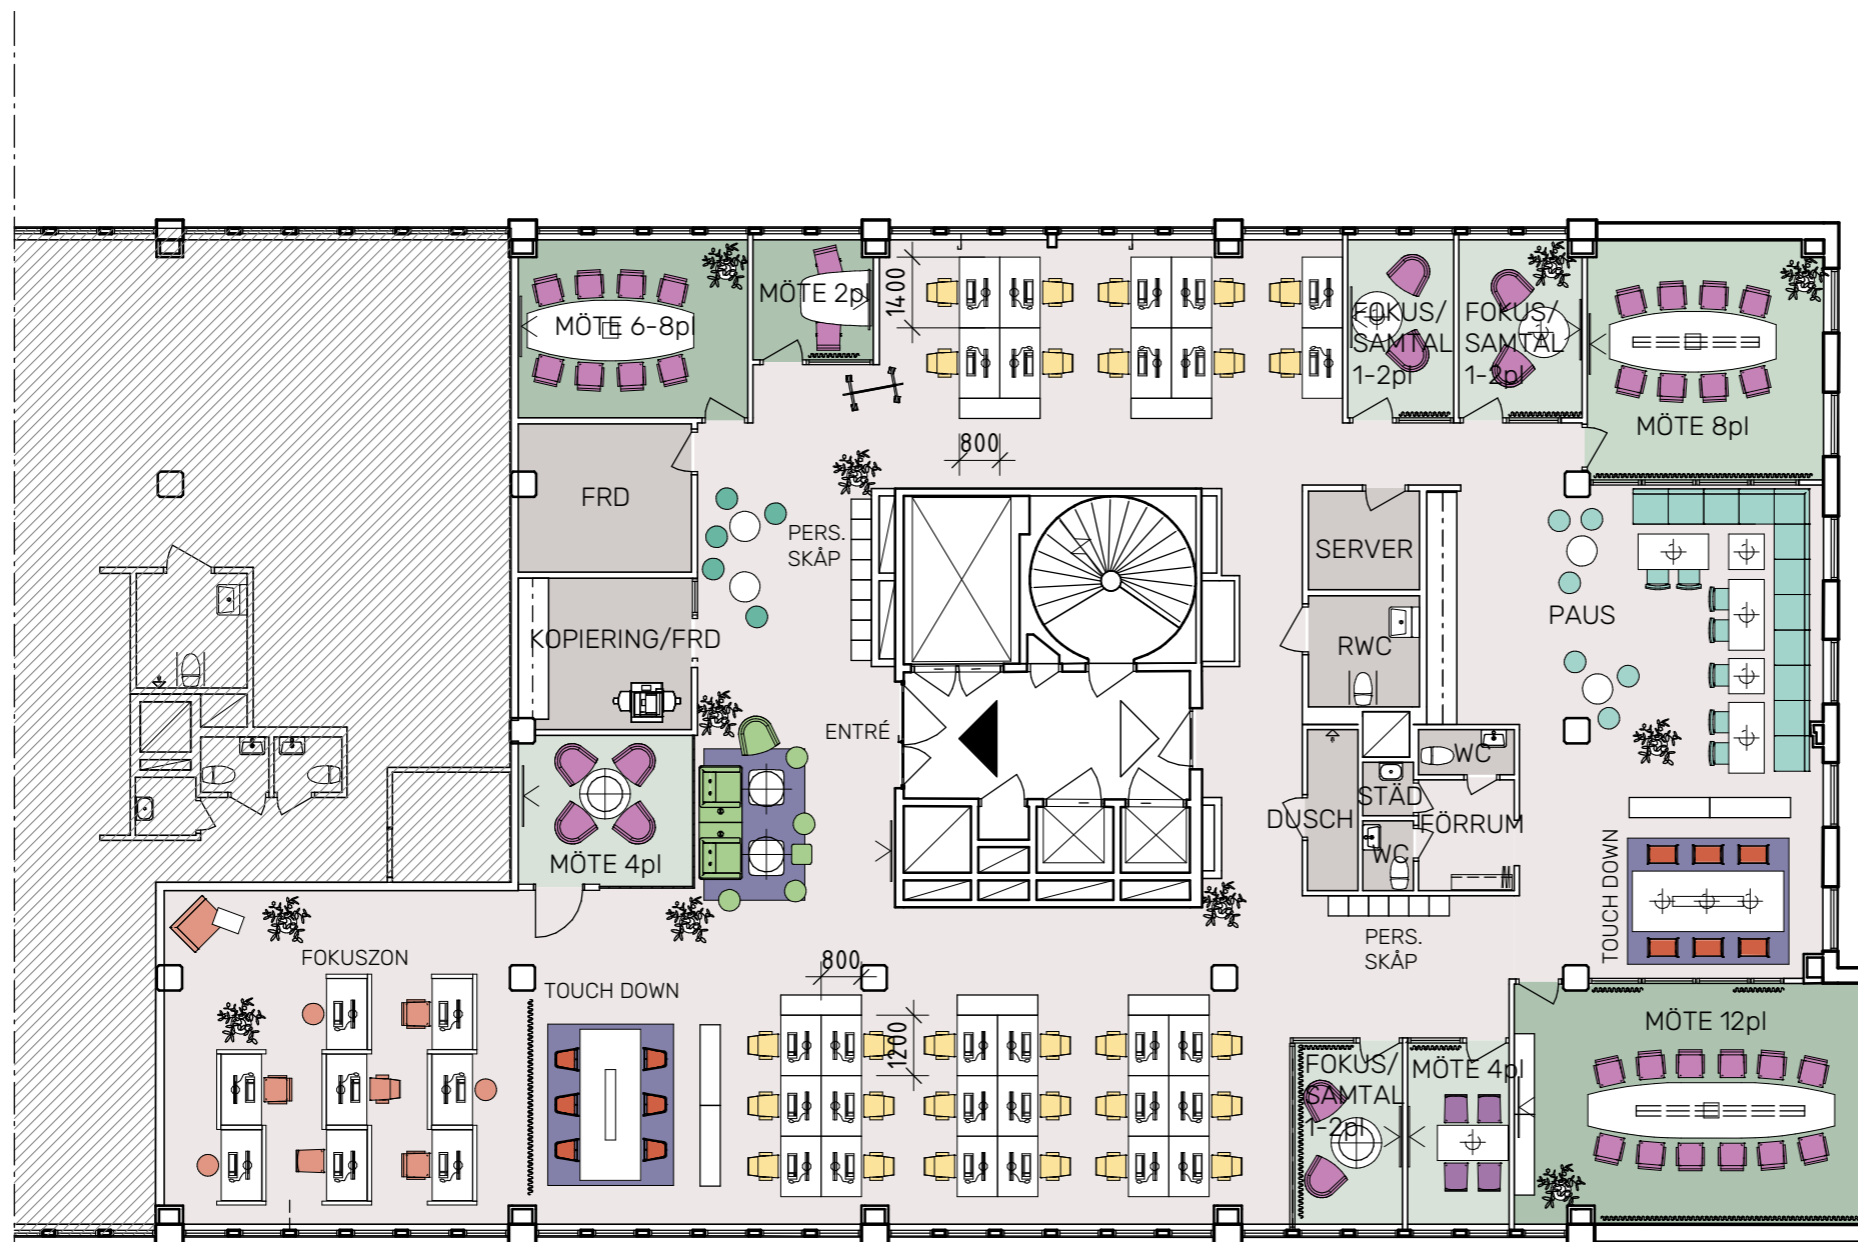 MÖTE 6-8pl
MÖTE 2pl
1400
FOKUS/
SAMTAL
1-2pl
FOKUS/
SAMTAL
1-2pl
MÖTE 8pl
800
FRD
PERS.
SKÅP
SERVER
PAUS
KOPIERING/FRD
RWC
ENTRÉ
WC
STÄD
DUSCH
FÖRRUM
WC
MÖTE 4pl
TOUCH DOWN
PERS.
SKÅP
FOKUSZON
800
TOUCH DOWN
1200
MÖTE 12pl
FOKUS/
SAMTAL
1-2pl
MÖTE 4pl